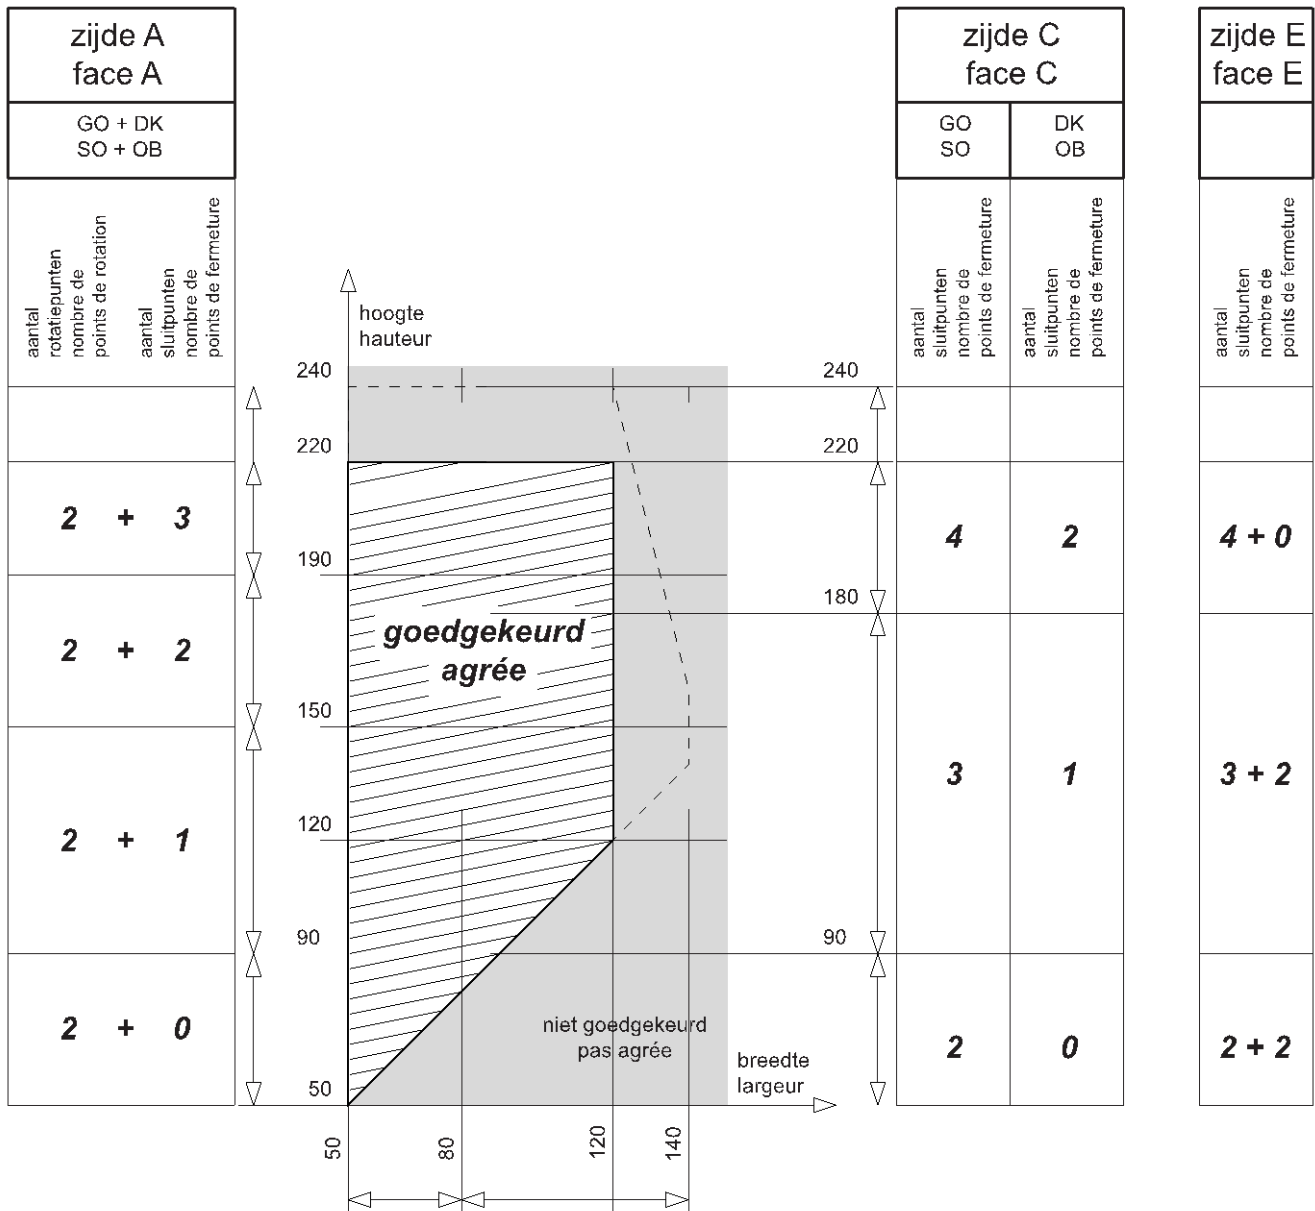 zijde A
face A
GO + DK
SO + OB
aantal
rotatiepunten
nombre de
points de rotation
aantal
sluitpunten
nombre de
points de fermeture
2 + 3
2 + 2
2 + 1
2 + 0
hoogte
hauteur
240
220
190
150
120
90
50
goedgekeurd
agrée
niet goedgekeurd
pas agrée
breedte
largeur
50
80
120
140
240
220
180
90
zijde C
face C
GO
SO
DK
OB
aantal
sluitpunten
nombre de
points de fermeture
aantal
sluitpunten
nombre de
points de fermeture
4 2
3 1
2 0
zijde E
face E
aantal
sluitpunten
nombre de
points de fermeture
4 + 0
3 + 2
2 + 2